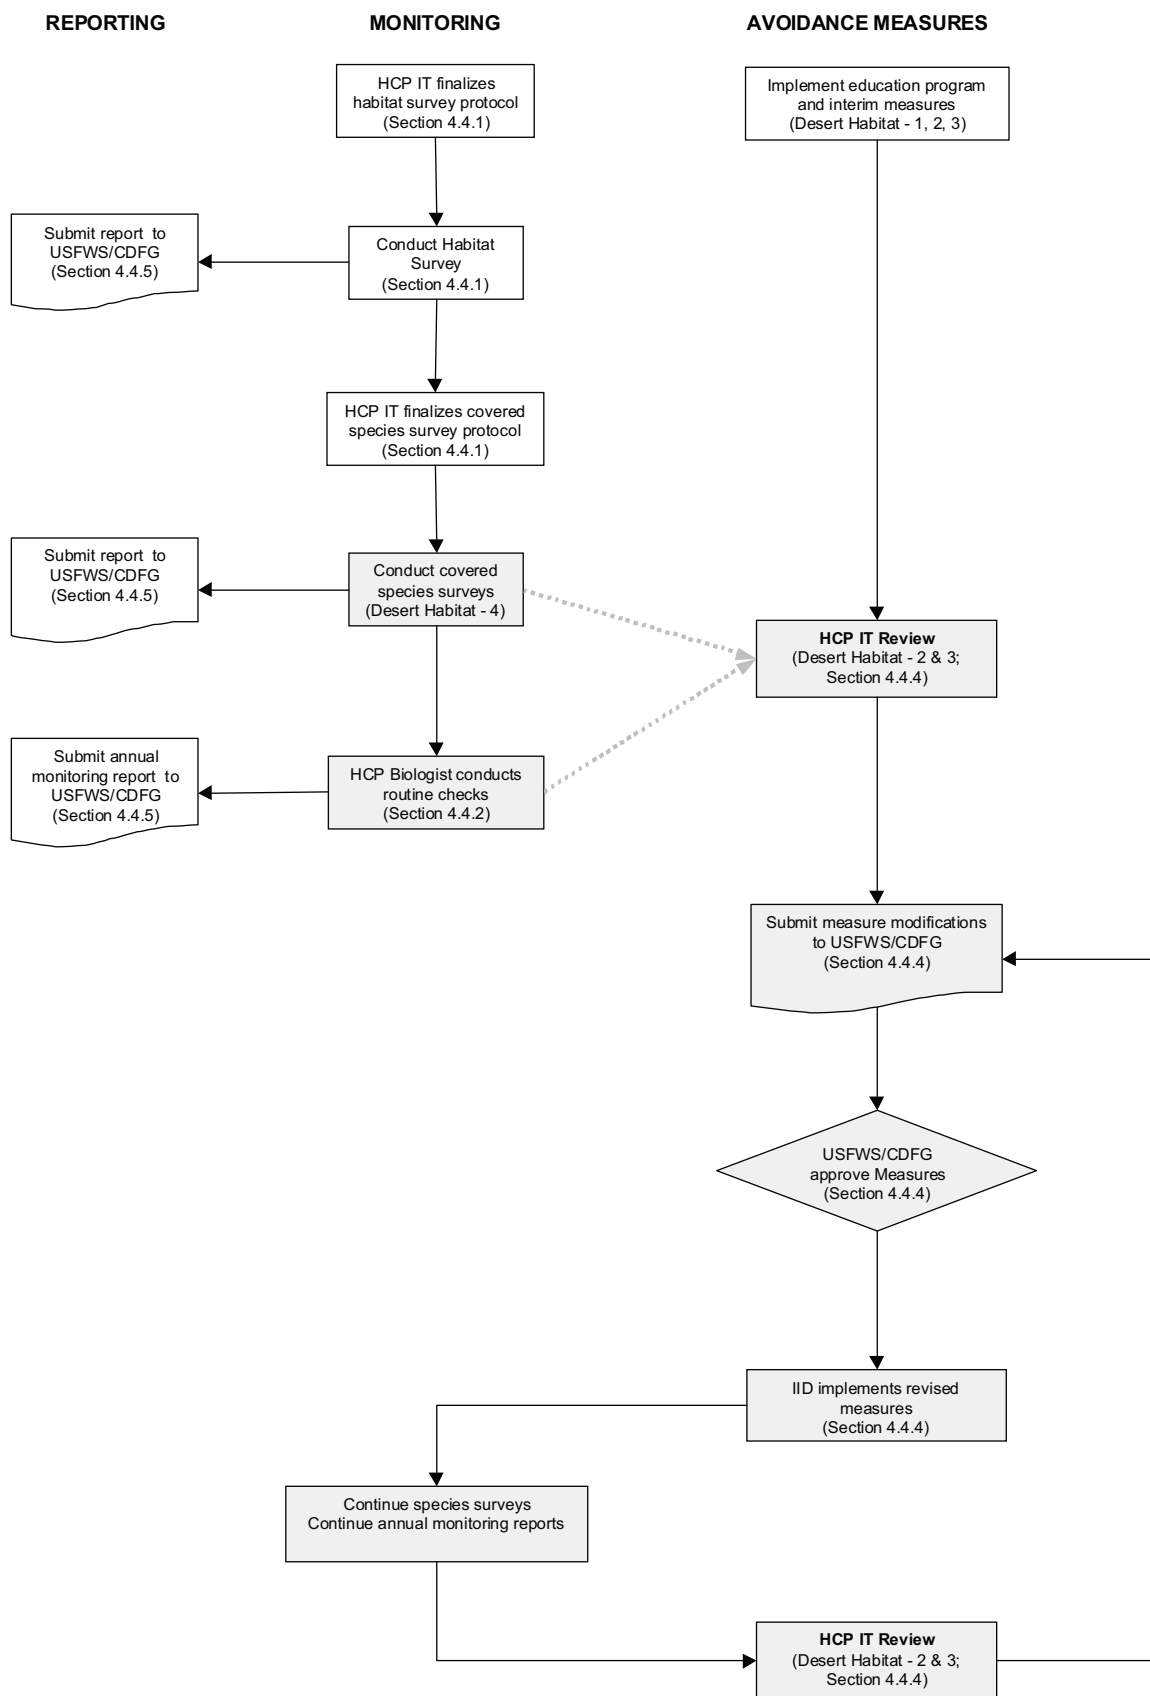 REPORTING
MONITORING
AVOIDANCE MEASURES
HCP IT finalizes
habitat survey protocol
(Section 4.4.1)
Implement education program
and interim measures
(Desert Habitat - 1, 2, 3)
Submit report to
USFWS/CDFG
(Section 4.4.5)
Conduct Habitat
Survey
(Section 4.4.1)
HCP IT finalizes covered
species survey protocol
(Section 4.4.1)
Submit report to
USFWS/CDFG
(Section 4.4.5)
Conduct covered
species surveys
(Desert Habitat - 4)
HCP IT Review
(Desert Habitat - 2 & 3;
Section 4.4.4)
Submit annual
monitoring report to
USFWS/CDFG
(Section 4.4.5)
HCP Biologist conducts
routine checks
(Section 4.4.2)
Submit measure modifications
to USFWS/CDFG
(Section 4.4.4)
USFWS/CDFG
approve Measures
(Section 4.4.4)
IID implements revised
measures
(Section 4.4.4)
Continue species surveys
Continue annual monitoring reports
HCP IT Review
(Desert Habitat - 2 & 3;
Section 4.4.4)